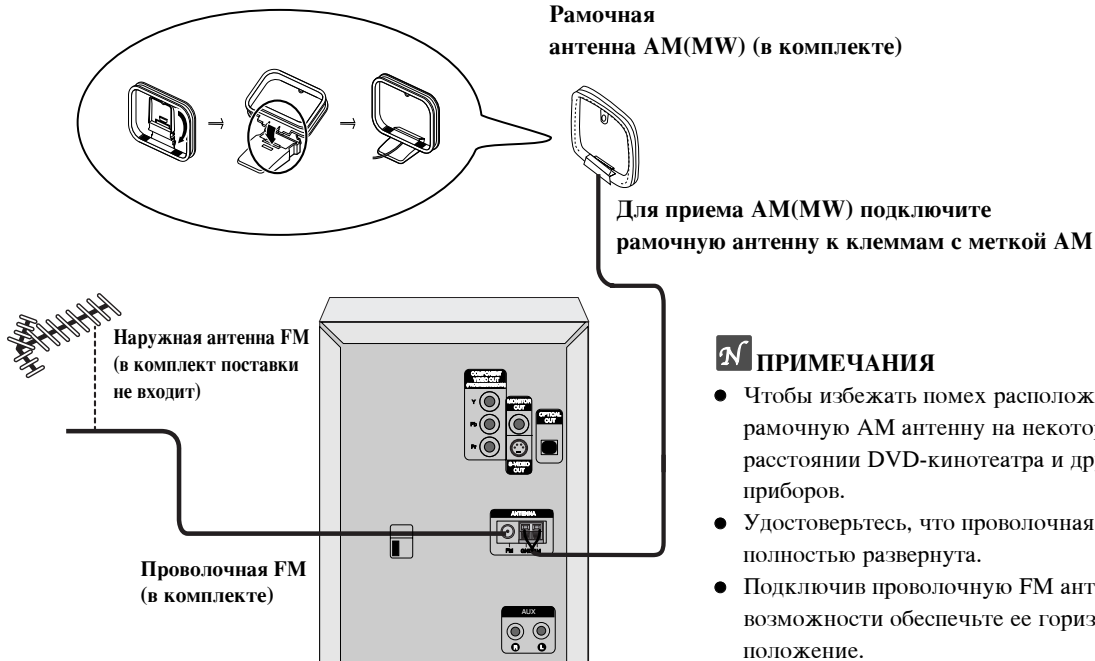 Рамочная
антенна AM(MW) (в комплекте)
Для приема AM(MW) подключите
рамочную антенну к клеммам с меткой AM
Наружная антенна FM
(в комплект поставки
не входит)
COMPONENT
VIDEO OUT
Y
Pb
Pr
MONITOR
OUT
S-VIDEO
OUT
OPTICAL
OUT
ANTENNA
FM
AUX
R L
Проволочная FM
(в комплекте)
N ПРИМЕЧАНИЯ
● Чтобы избежать помех располож
рамочную AM антенну на некотор
расстоянии DVD-кинотеатра и др
приборов.
● Удостоверьтесь, что проволочная
полностью развернута.
● Подключив проволочную FM ант
возможности обеспечьте ее гориз
положение.